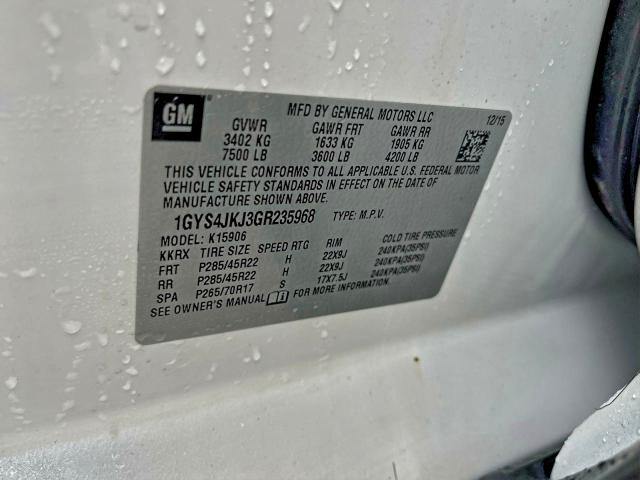 GM
MFD BY GENERAL MOTORS LLC 12/15
GVWR GAWR FRT GAWR RR
3402 KG 1633 KG 1905 KG
7500 LB 3600 LB 4200 LB
THIS VEHICLE CONFORMS TO ALL APPLICABLE U.S. FEDERAL MOTOR
VEHICLE SAFETY STANDARDS IN EFFECT ON THE DATE OF
MANUFACTURE SHOWN ABOVE.
1GYS4JKJ3GR235968 TYPE: M.P.V.
MODEL: K15906
KKRX TIRE SIZE SPEED RTG RIM COLD TIRE PRESSURE
FRT P285/45R22 H 22X9J 240KPA(35PSI)
RR P285/45R22 H 22X9J 240KPA(35PSI)
SPA P265/70R17 S 17X7.5J 240KPA(35PSI)
SEE OWNER'S MANUAL FOR MORE INFORMATION.